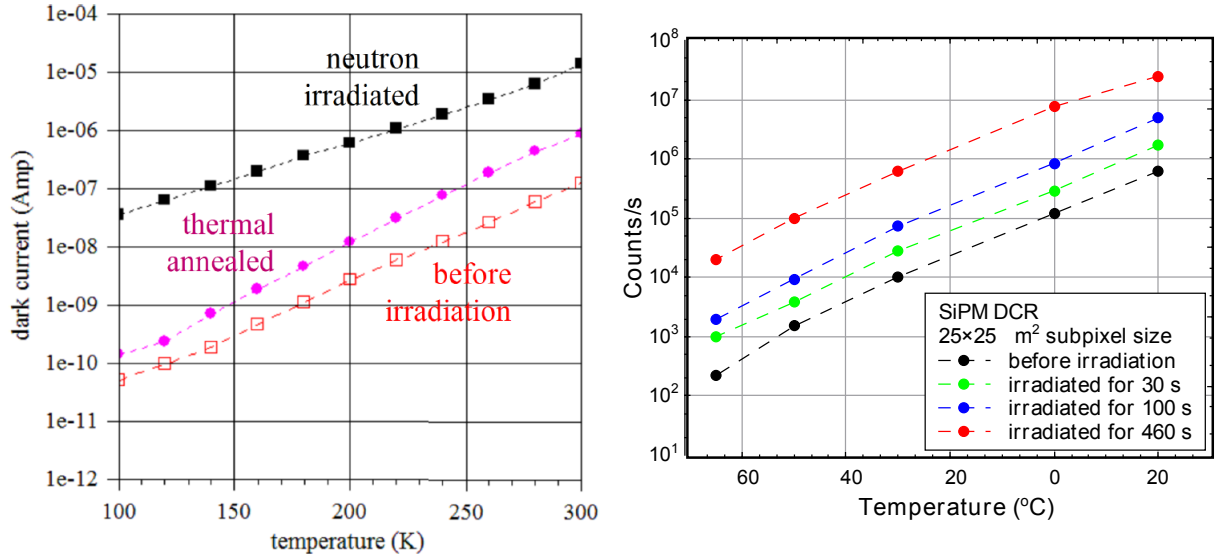 1e-04
1e-05
1e-06
1e-07
1e-08
1e-09
1e-10
1e-11
1e-12
dark current (Amp)
neutron
irradiated
thermal
annealed
before
irradiation
100 150 200 250 300
temperature (K)
10^8
10^7
10^6
10^5
10^4
10^3
10^2
10^1
Counts/s
SiPM DCR
25×25 m² subpixel size
before irradiation
irradiated for 30 s
irradiated for 100 s
irradiated for 460 s
60 40 20 0 20
Temperature (°C)